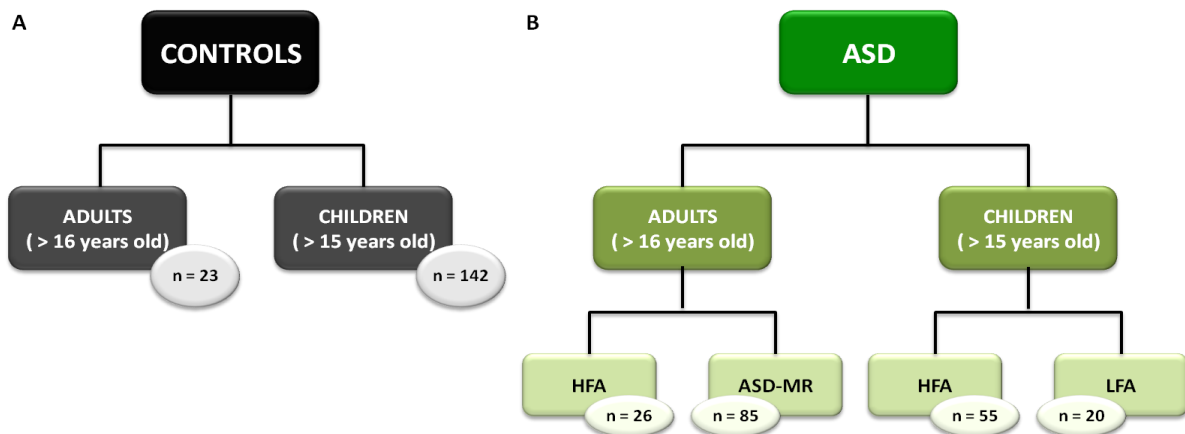 A
CONTROLS
ADULTS
( > 16 years old)
n = 23
CHILDREN
( > 15 years old)
n = 142
B
ASD
ADULTS
( > 16 years old)
CHILDREN
( > 15 years old)
HFA
n = 26
ASD-MR
n = 85
HFA
n = 55
LFA
n = 20